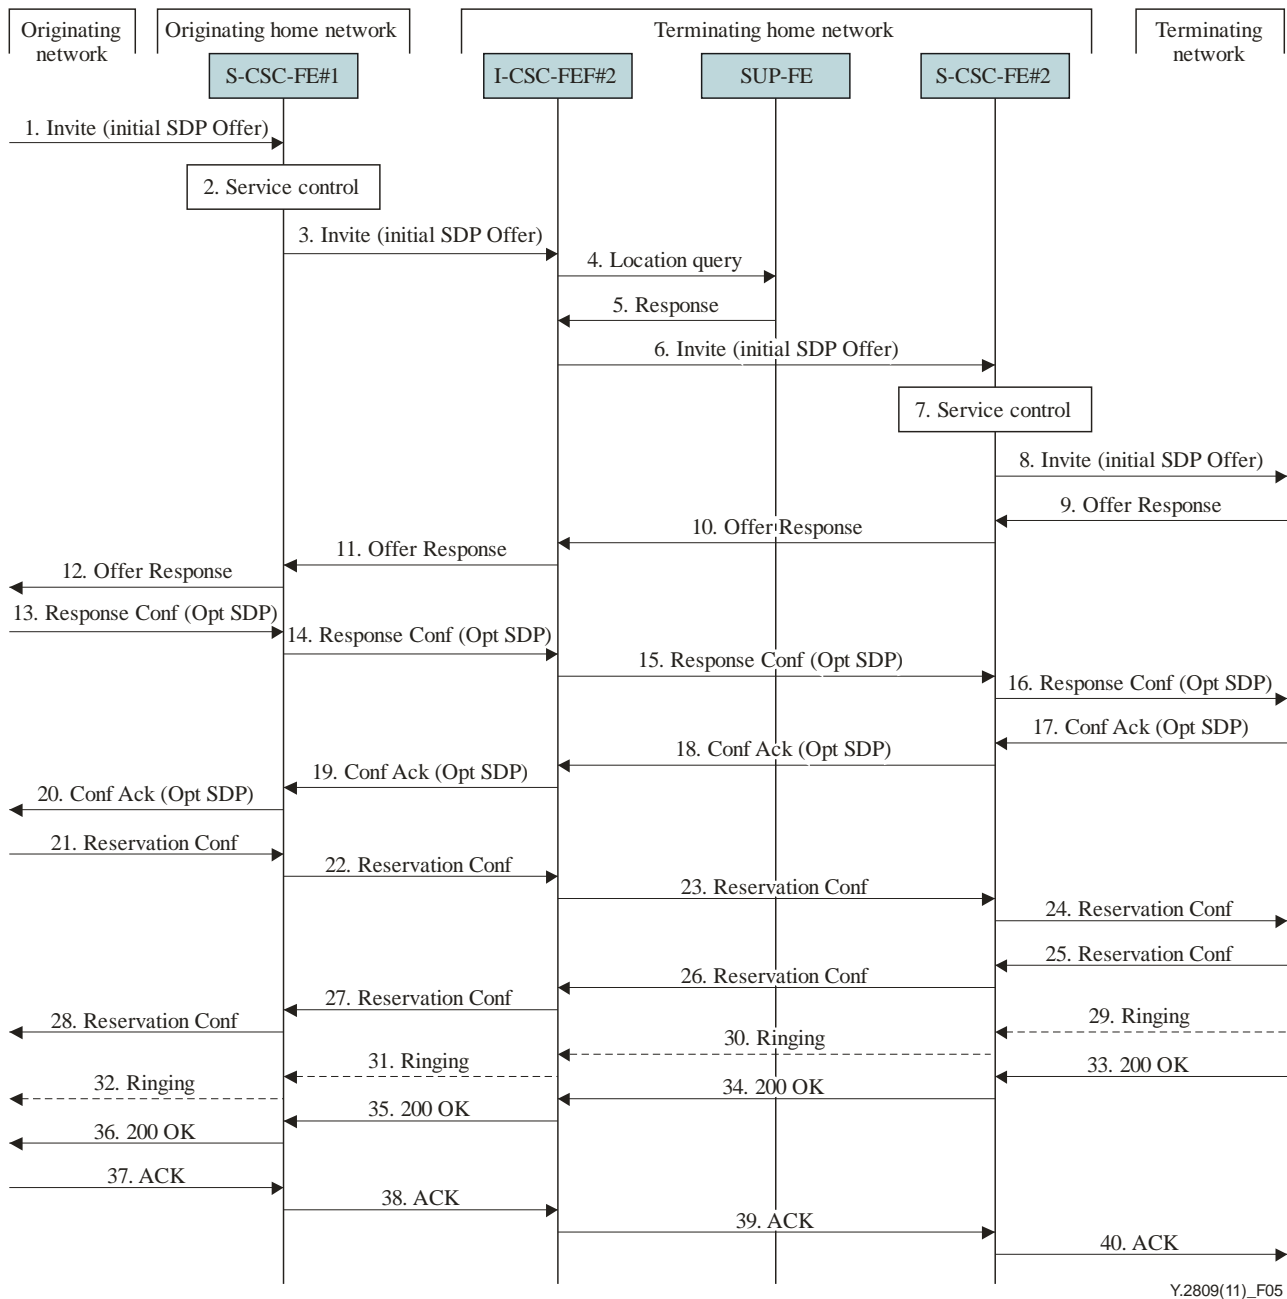 Originating
network
Originating home network
Terminating home network
Terminating
network
S-CSC-FE#1
I-CSC-FEF#2
SUP-FE
S-CSC-FE#2
1. Invite (initial SDP Offer)
2. Service control
3. Invite (initial SDP Offer)
4. Location query
5. Response
6. Invite (initial SDP Offer)
7. Service control
8. Invite (initial SDP Offer)
9. Offer Response
10. Offer Response
11. Offer Response
12. Offer Response
13. Response Conf (Opt SDP)
14. Response Conf (Opt SDP)
15. Response Conf (Opt SDP)
16. Response Conf (Opt SDP)
17. Conf Ack (Opt SDP)
18. Conf Ack (Opt SDP)
19. Conf Ack (Opt SDP)
20. Conf Ack (Opt SDP)
21. Reservation Conf
22. Reservation Conf
23. Reservation Conf
24. Reservation Conf
25. Reservation Conf
26. Reservation Conf
27. Reservation Conf
28. Reservation Conf
29. Ringing
30. Ringing
31. Ringing
32. Ringing
33. 200 OK
34. 200 OK
35. 200 OK
36. 200 OK
37. ACK
38. ACK
39. ACK
40. ACK
Y.2809(11)_F05